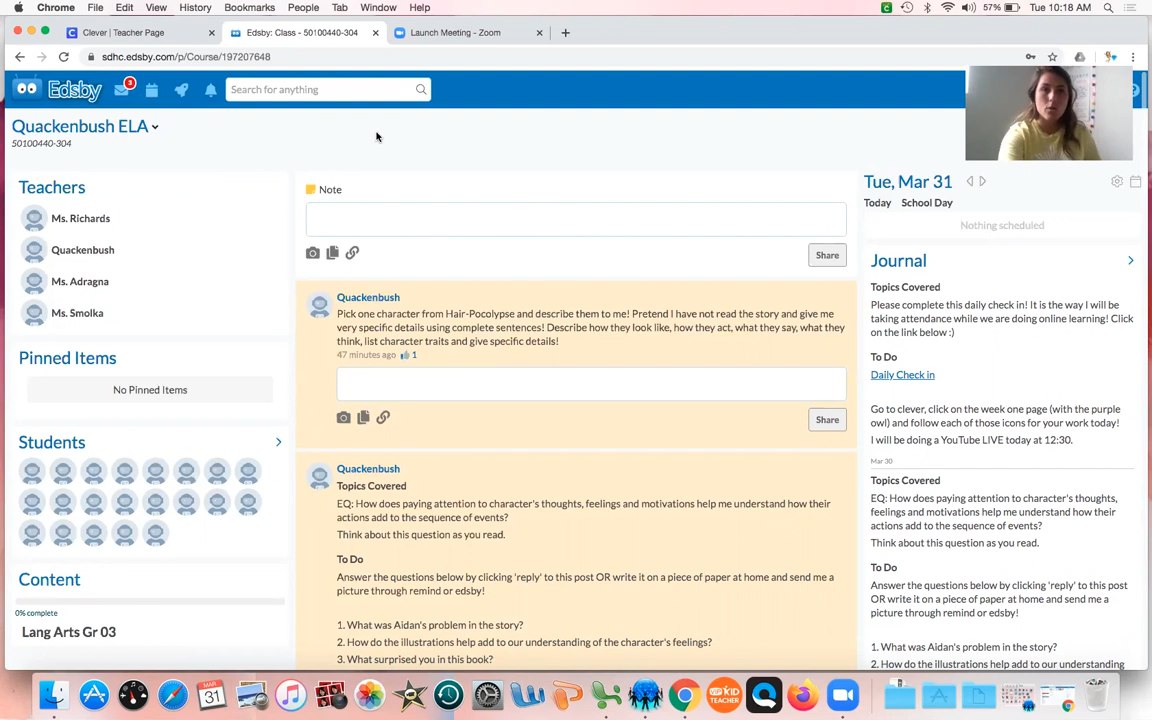 Chrome File Edit View History Bookmarks People Tab Window Help 57% Tue 10:18 AM
Clever | Teacher Page
Edsby: Class - 50100440-304
Launch Meeting - Zoom
sdhc.edsby.com/p/Course/197207648
3 Edsby Search for anything
Quackenbush ELA
50100440-304
Teachers
Ms. Richards
Quackenbush
Ms. Adragna
Ms. Smolka
Pinned Items
No Pinned Items
Students
Content
0% complete
Lang Arts Gr 03
Note
Share
Quackenbush
Pick one character from Hair-Pocolypse and describe them to me! Pretend I have not read the story and give me
very specific details using complete sentences! Describe how they look like, how they act, what they say, what they
think, list character traits and give specific details!
47 minutes ago 1
Share
Quackenbush
Topics Covered
EQ: How does paying attention to character's thoughts, feelings and motivations help me understand how their
actions add to the sequence of events?
Think about this question as you read.
To Do
Answer the questions below by clicking 'reply' to this post OR write it on a piece of paper at home and send me a
picture through remind or edsby!
1. What was Aidan's problem in the story?
2. How do the illustrations help add to our understanding of the character's feelings?
3. What surprised you in this book?
Tue, Mar 31
Today School Day
Nothing scheduled
Journal
Topics Covered
Please complete this daily check in! It is the way I will be
taking attendance while we are doing online learning! Click
on the link below :)
To Do
Daily Check in
Go to clever, click on the week one page (with the purple
owl) and follow each of those icons for your work today!
I will be doing a YouTube LIVE today at 12:30.
Mar 30
Topics Covered
EQ: How does paying attention to character's thoughts,
feelings and motivations help me understand how their
actions add to the sequence of events?
Think about this question as you read.
To Do
Answer the questions below by clicking 'reply' to this post
OR write it on a piece of paper at home and send me a
picture through remind or edsby!
1. What was Aidan's problem in the story?
2. How do the illustrations help add to our understanding
MAR
31
KID
TEACHER